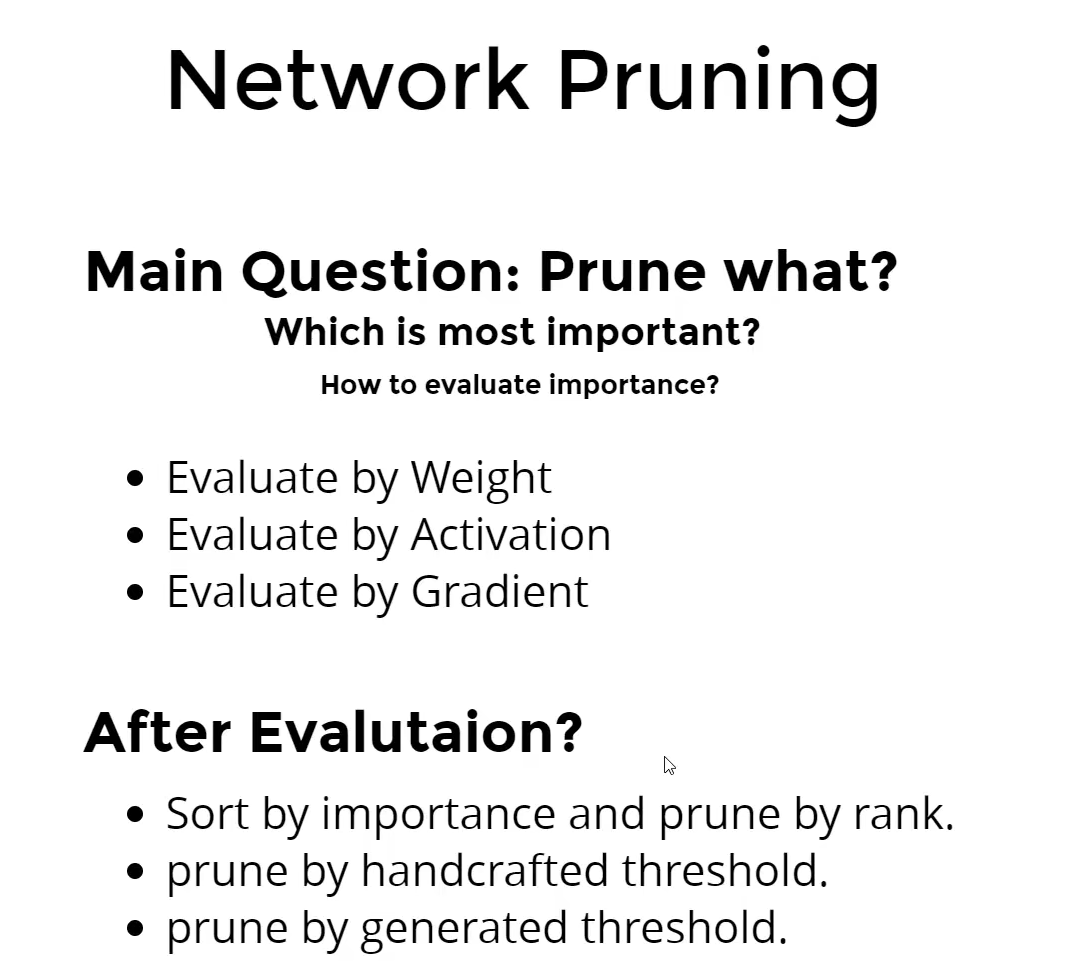 Network Pruning
Main Question: Prune what?
Which is most important?
How to evaluate importance?
• Evaluate by Weight
• Evaluate by Activation
• Evaluate by Gradient
After Evalutaion?
• Sort by importance and prune by rank.
• prune by handcrafted threshold.
• prune by generated threshold.